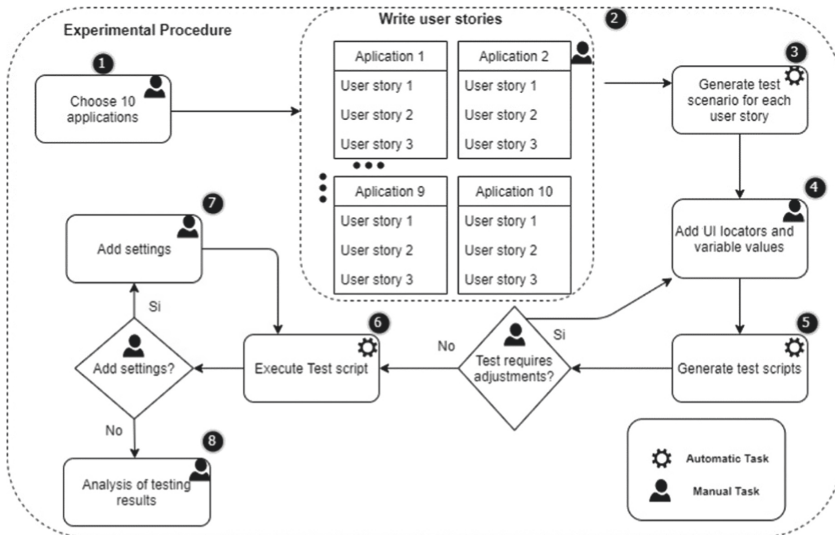 Experimental Procedure
Write user stories
2
1
Choose 10
applications
Aplication 1
User story 1
User story 2
User story 3
Aplication 2
User story 1
User story 2
User story 3
Aplication 9
User story 1
User story 2
User story 3
Aplication 10
User story 1
User story 2
User story 3
3
Generate test
scenario for each
user story
4
Add UI locators and
variable values
5
Generate test scripts
Test requires
adjustments?
Si
No
6
Execute Test script
Add settings?
Si
7
Add settings
No
8
Analysis of testing
results
Automatic Task
Manual Task